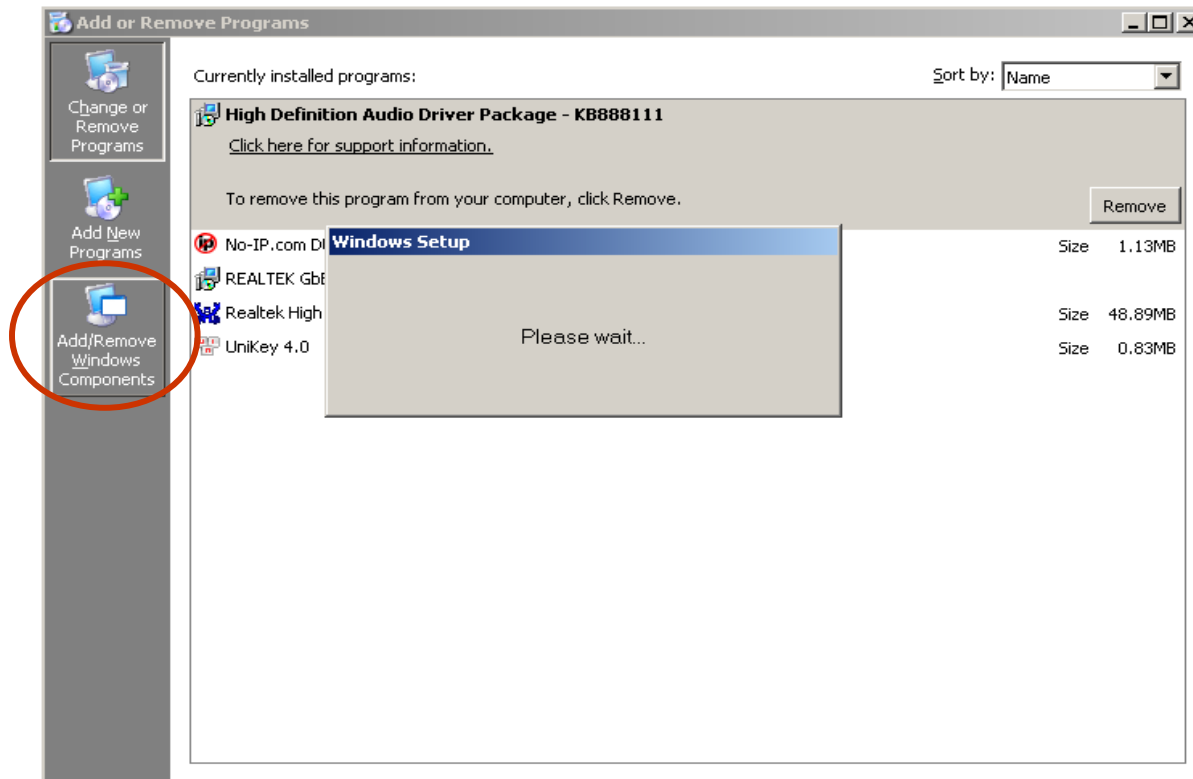 Add or Remove Programs
Change or
Remove
Programs
Add New
Programs
Add/Remove
Windows
Components
Currently installed programs:
Sort by: Name
High Definition Audio Driver Package - KB888111
Click here for support information.
To remove this program from your computer, click Remove.
Remove
No-IP.com
Size 1.13MB
REALTEK
Realtek High
Size 48.89MB
UniKey 4.0
Size 0.83MB
Windows Setup
Please wait...